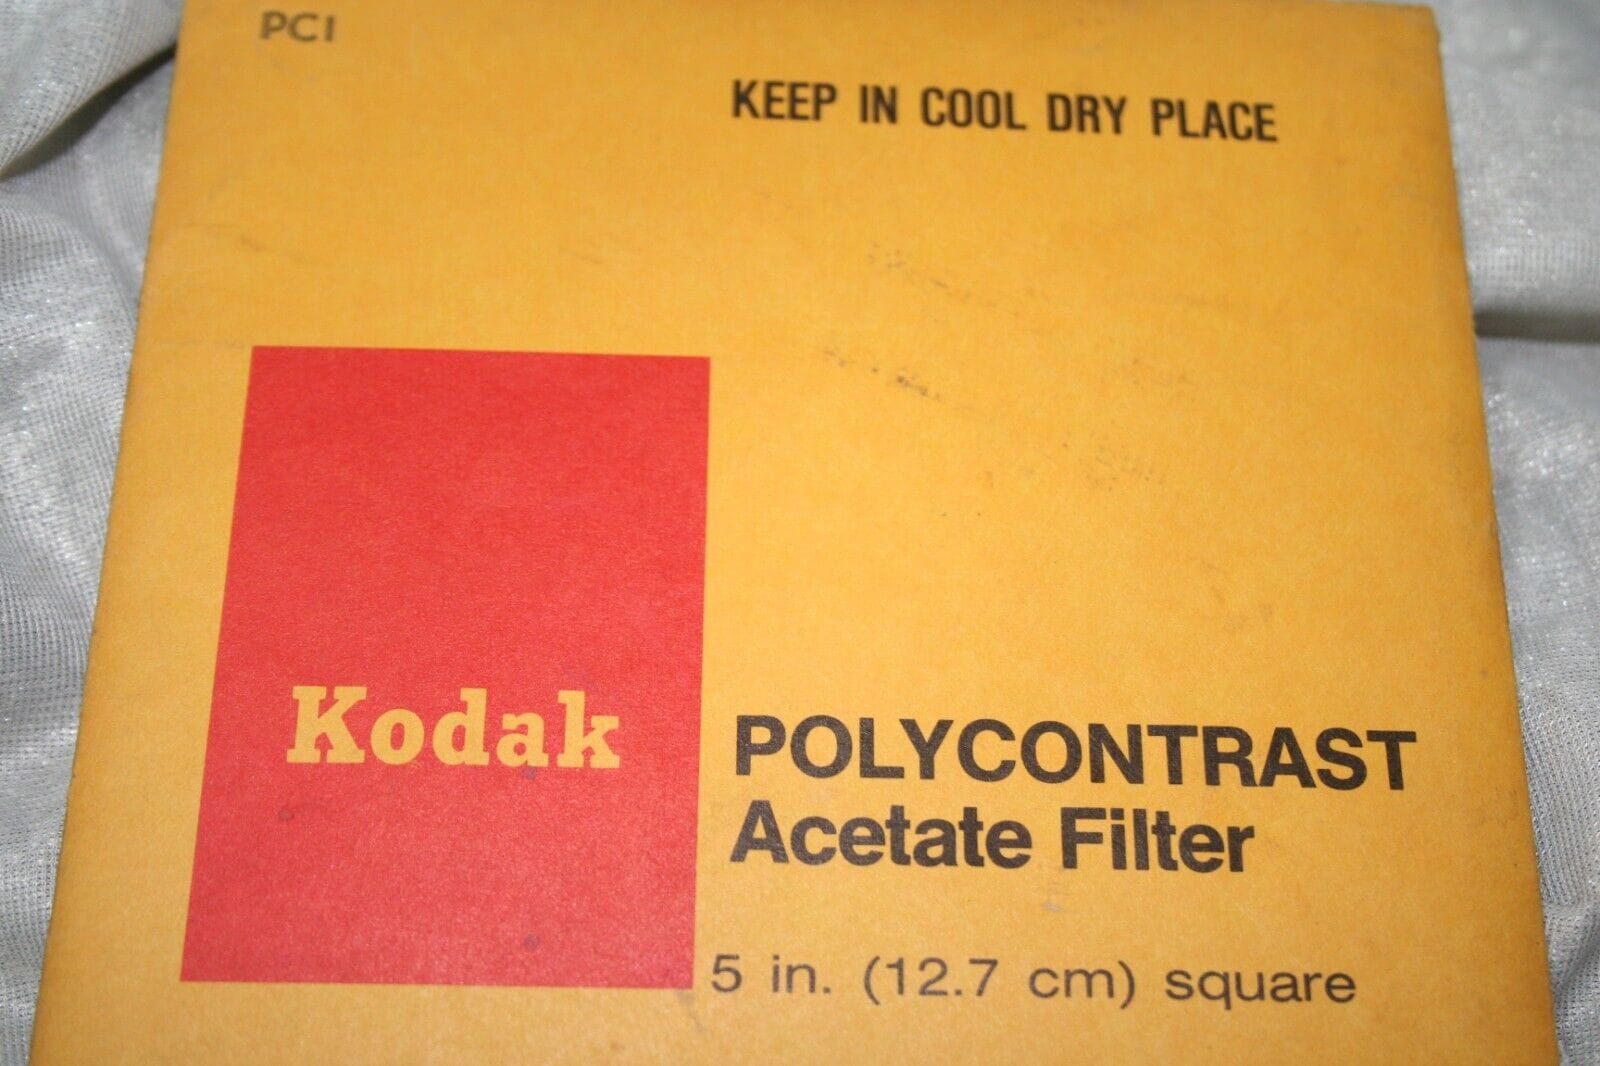 PC1
KEEP IN COOL DRY PLACE
Kodak
POLYCONTRAST
Acetate Filter
5 in. (12.7 cm) square